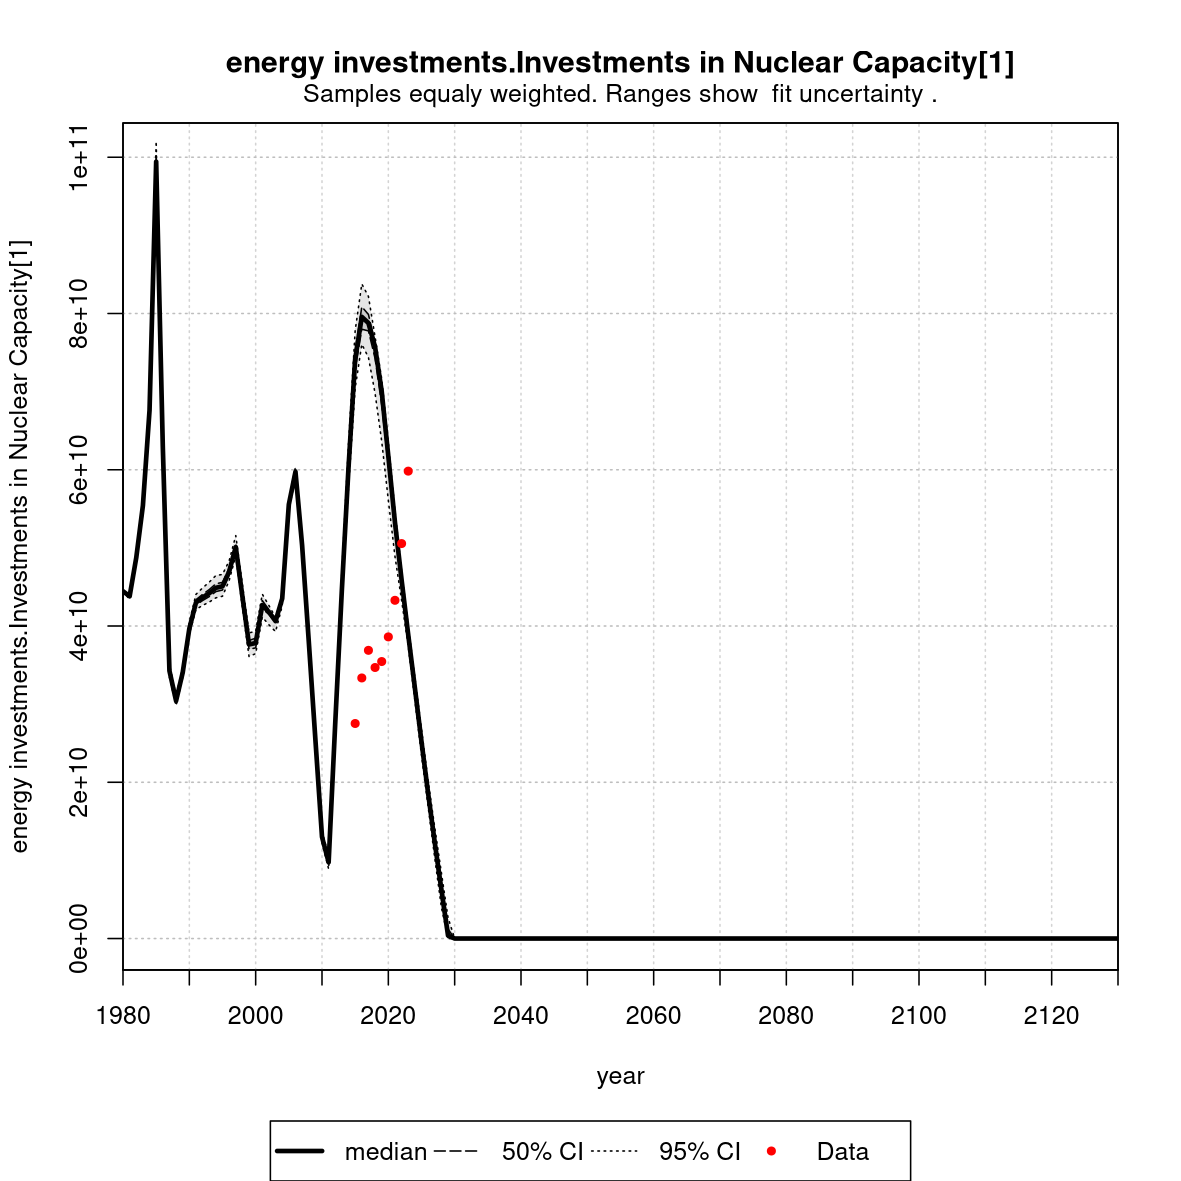 energy investments.Investments in Nuclear Capacity[1]
Samples equaly weighted. Ranges show  fit uncertainty .
energy investments.Investments in Nuclear Capacity[1]
1e+11
8e+10
6e+10
4e+10
2e+10
0e+00
1980 2000 2020 2040 2060 2080 2100 2120
year
median 50% CI 95% CI Data